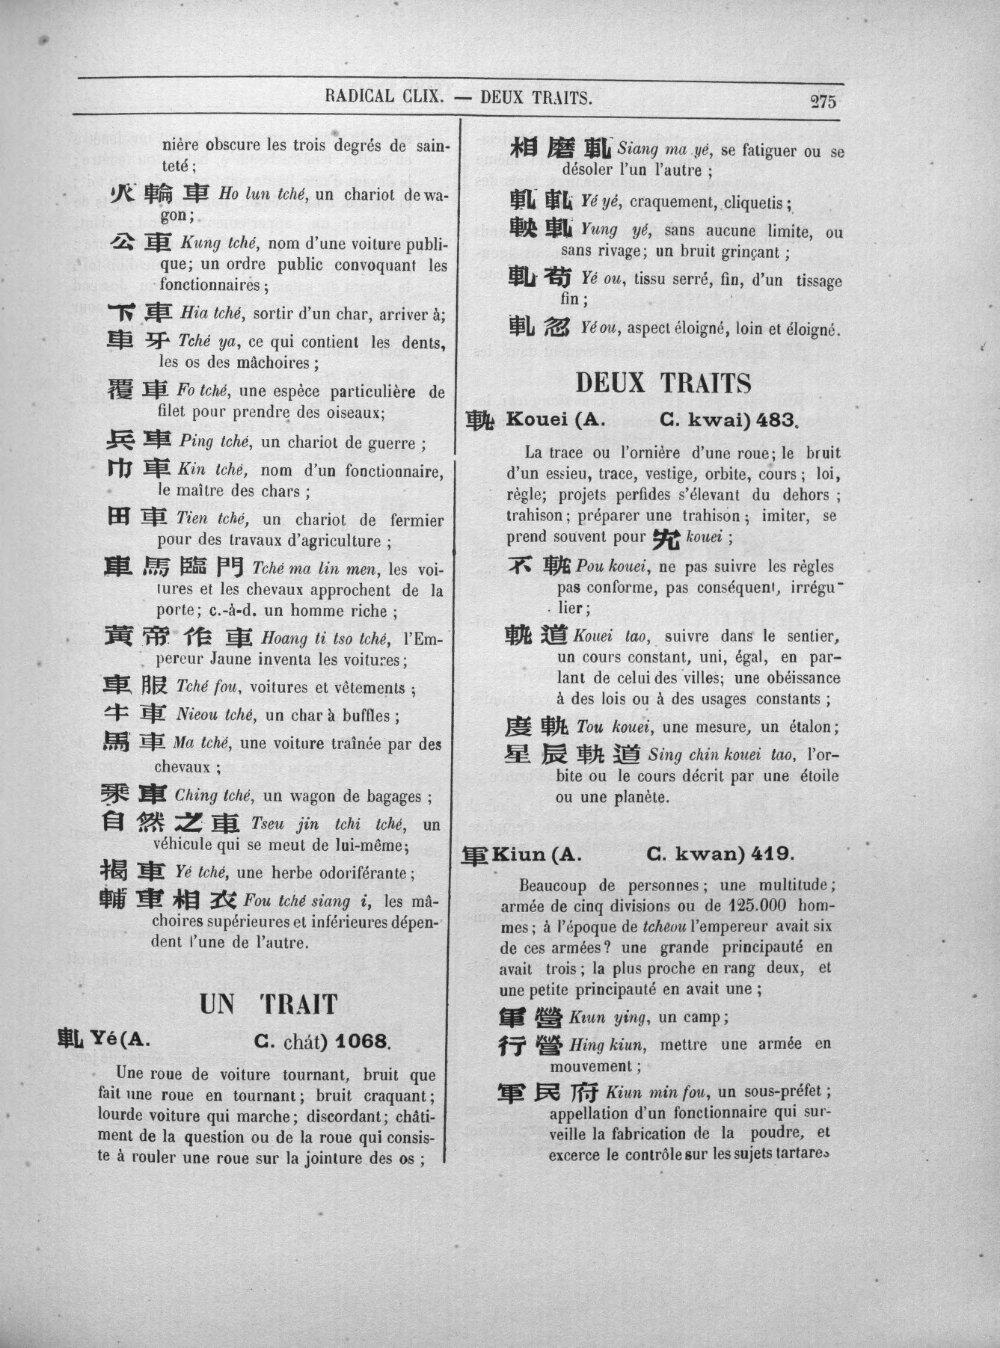 RADICAL CLIX. — DEUX TRAITS.
275
nière obscure les trois degrés de sain-
teté ;
火 輪 車 Ho lun tché, un chariot de wa-
gon ;
公 車 Kung tché, nom d'une voiture publi-
que; un ordre public convoquant les
fonctionnaires ;
下 車 Hia tché, sortir d'un char, arriver à;
車 牙 Tché ya, ce qui contient les dents,
les os des mâchoires ;
覆 車 Fo tché, une espèce particulière de
filet pour prendre des oiseaux;
兵 車 Ping tché, un chariot de guerre ;
巾 車 Kin tché, nom d'un fonctionnaire,
le maître des chars ;
田 車 Tien tché, un chariot de fermier
pour des travaux d'agriculture ;
車 馬 臨 門 Tché ma lin men, les voi-
tures et les chevaux approchent de la
porte; c.-à-d. un homme riche ;
黃 帝 作 車 Hoang ti tso tché, l'Em-
pereur Jaune inventa les voitures;
車 服 Tché fou, voitures et vêtements ;
牛 車 Nieou tché, un char à buffles ;
馬 車 Ma tché, une voiture traînée par des
chevaux ;
乘 車 Ching tché, un wagon de bagages ;
自 然 之 車 Tseu jin tchi tché, un
véhicule qui se meut de lui-même;
揭 車 Yé tché, une herbe odoriférante ;
輔 車 相 衣 Fou tché siang i, les mâ-
choires supérieures et inférieures dépen-
dent l'une de l'autre.
UN TRAIT
軋 Yé (A. C. chát) 1068.
Une roue de voiture tournant, bruit que
fait une roue en tournant; bruit craquant;
lourde voiture qui marche; discordant; châti-
ment de la question ou de la roue qui consis-
te à rouler une roue sur la jointure des os ;
相 磨 軋 Siang ma yé, se fatiguer ou se
désoler l'un l'autre ;
軋 軋 Yé yé, craquement, cliquetis ;
軮 軋 Yung yé, sans aucune limite, ou
sans rivage; un bruit grinçant ;
軋 芴 Yé ou, tissu serré, fin, d'un tissage
fin ;
軋 忽 Yé ou, aspect éloigné, loin et éloigné.
DEUX TRAITS
軌 Kouei (A. C. kwai) 483.
La trace ou l'ornière d'une roue; le bruit
d'un essieu, trace, vestige, orbite, cours ; loi,
règle; projets perfides s'élevant du dehors ;
trahison; préparer une trahison ; imiter, se
prend souvent pour 宄 kouei ;
不 軌 Pou kouei, ne pas suivre les règles
pas conforme, pas conséquent, irrégu-
lier ;
軌 道 Kouei tao, suivre dans le sentier,
un cours constant, uni, égal, en par-
lant de celui des villes; une obéissance
à des lois ou à des usages constants ;
度 軌 Tou kouei, une mesure, un étalon;
星 辰 軌 道 Sing chin kouei tao, l'or-
bite ou le cours décrit par une étoile
ou une planète.
軍 Kiun (A. C. kwan) 419.
Beaucoup de personnes ; une multitude;
armée de cinq divisions ou de 125.000 hom-
mes ; à l'époque de tcheou l'empereur avait six
de ces armées? une grande principauté en
avait trois ; la plus proche en rang deux, et
une petite principauté en avait une ;
軍 營 Kiun ying, un camp;
行 營 Hing kiun, mettre une armée en
mouvement ;
軍 民 府 Kiun min fou, un sous-préfet ;
appellation d'un fonctionnaire qui sur-
veille la fabrication de la poudre, et
excerce le contrôle sur les sujets tartares